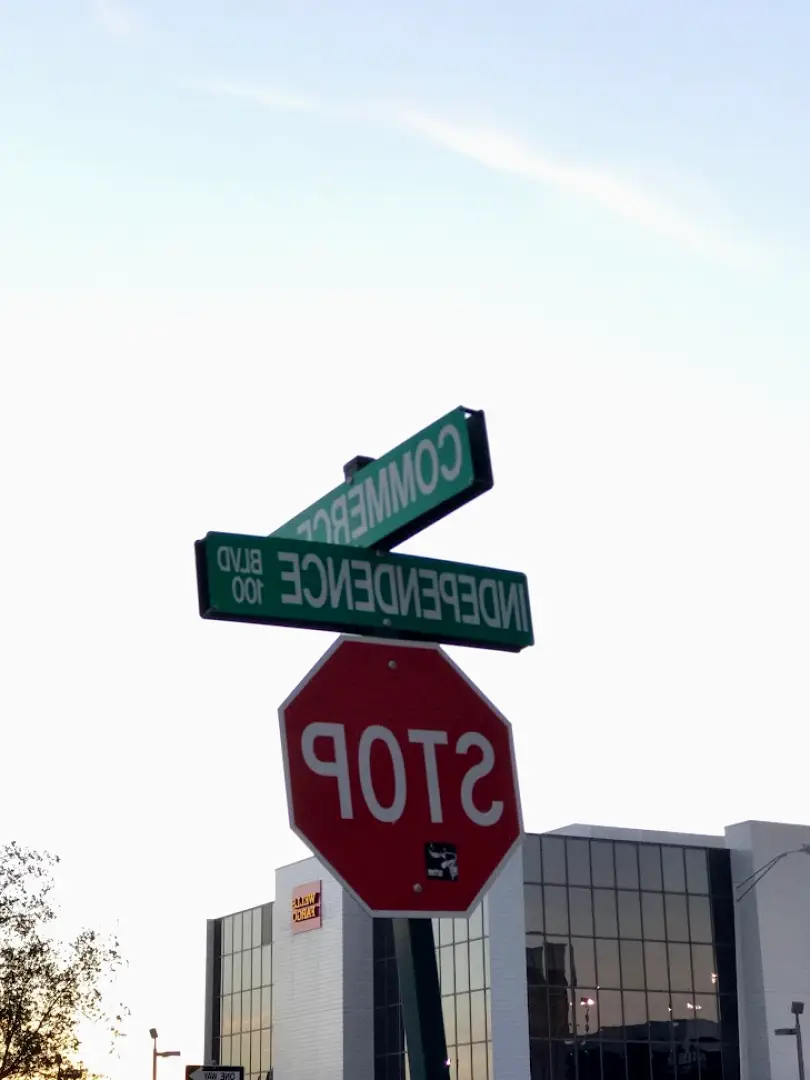 COMMERCE
INDEPENDENCE BLVD
100
STOP
WELLS
FARGO
ONE WAY